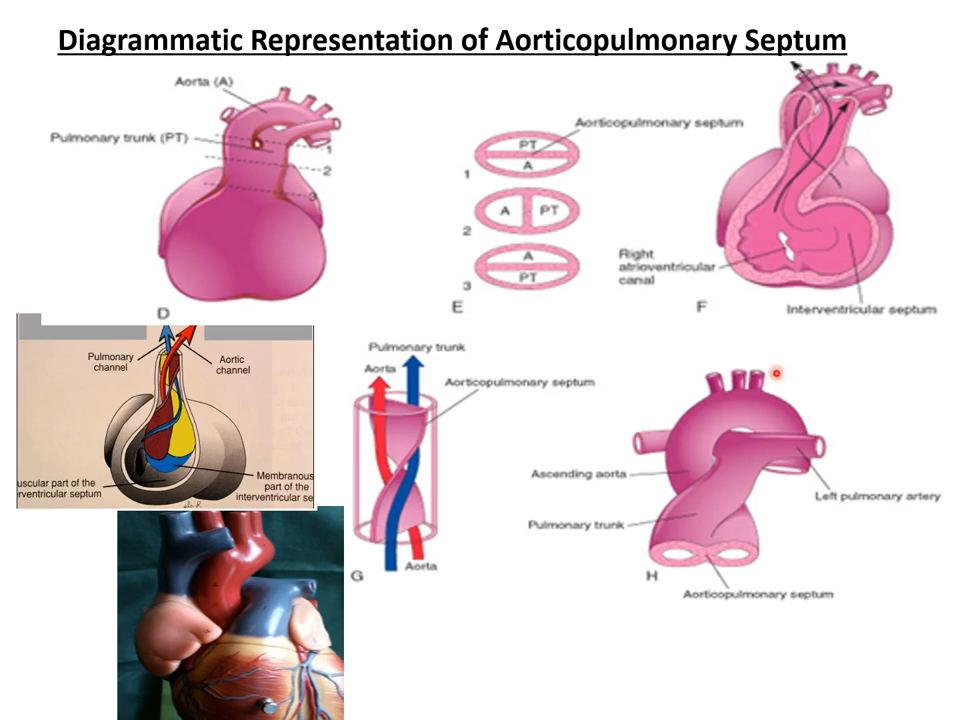 Diagrammatic Representation of Aorticopulmonary Septum
Aorta (A)
Pulmonary trunk (PT)
1
2
3
D
Aorticopulmonary septum
PT
A
1
A
PT
2
A
PT
3
E
Right
atrioventricular
canal
F
Interventricular septum
Pulmonary
channel
Aortic
channel
uscular part of the
erventricular septum
Membranous
part of the
interventricular se
Pulmonary trunk
Aorta
Aorticopulmonary septum
Aorta
G
Ascending aorta
Pulmonary trunk
Left pulmonary artery
H
Aorticopulmonary septum